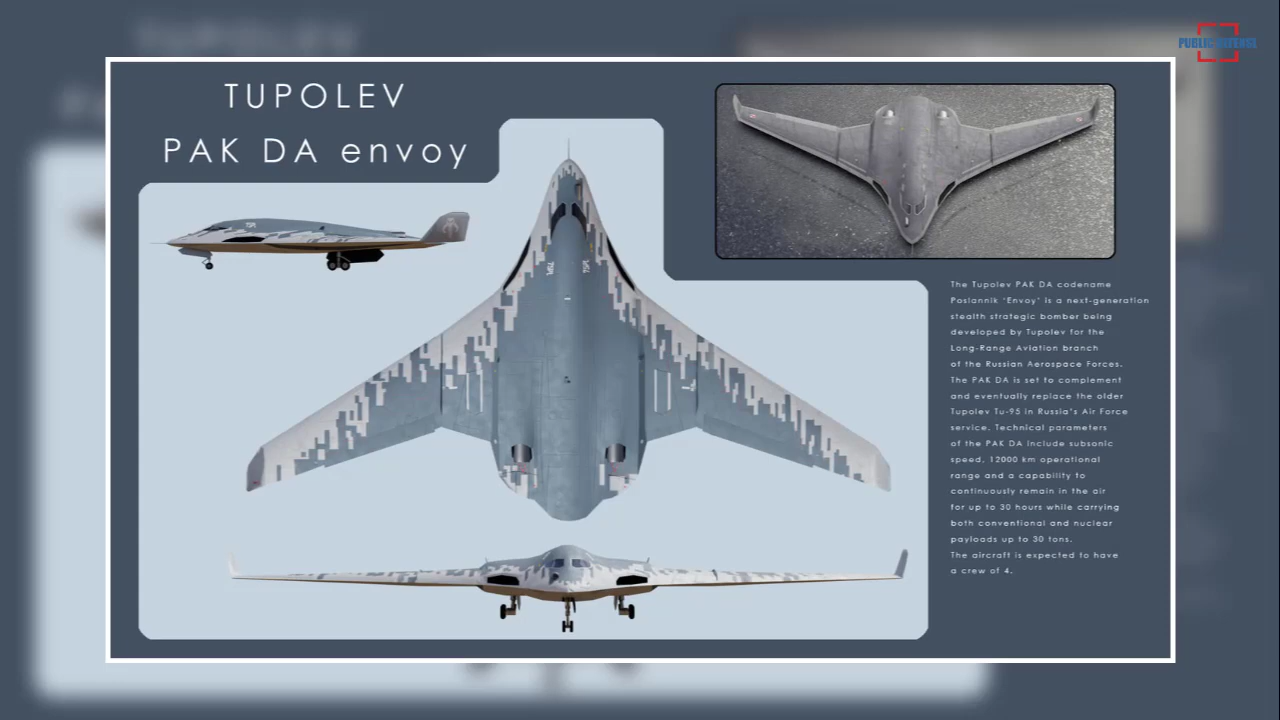 PUBLIC DEFENSE
TUPOLEV
PAK DA envoy
The Tupolev PAK DA codename
Poslannik 'Envoy' is a next-generation
stealth strategic bomber being
developed by Tupolev for the
Long-Range Aviation branch
of the Russian Aerospace Forces.
The PAK DA is set to complement
and eventually replace the older
Tupolev Tu-95 in Russia's Air Force
service. Technical parameters
of the PAK DA include subsonic
speed, 12000 km operational
range and a capability to
continuously remain in the air
for up to 30 hours while carrying
both conventional and nuclear
payloads up to 30 tons.
The aircraft is expected to have
a crew of 4.